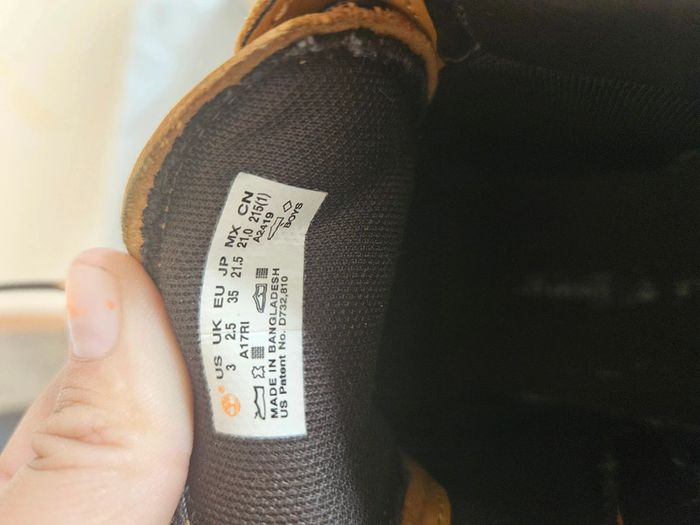 ® US UK EU JP MX CN
3 2.5 35 21.5 21.0 215(1)
A17RI A2419
BOYS
MADE IN BANGLADESH
US Patent No. D732,810